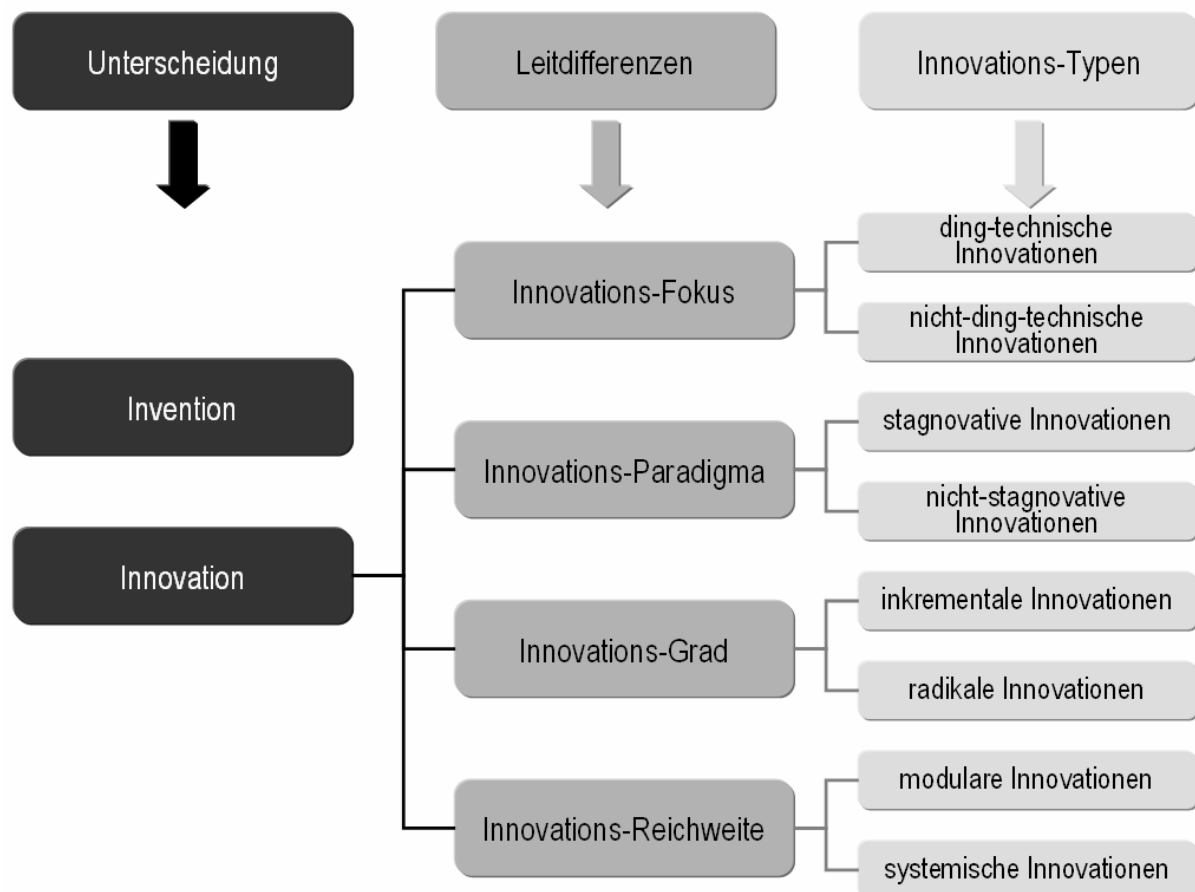 Unterscheidung
Leitdifferenzen
Innovations-Typen
Invention
Innovation
Innovations-Fokus
ding-technische
Innovationen
nicht-ding-technische
Innovationen
Innovations-Paradigma
stagnovative Innovationen
nicht-stagnovative
Innovationen
Innovations-Grad
inkrementale Innovationen
radikale Innovationen
Innovations-Reichweite
modulare Innovationen
systemische Innovationen